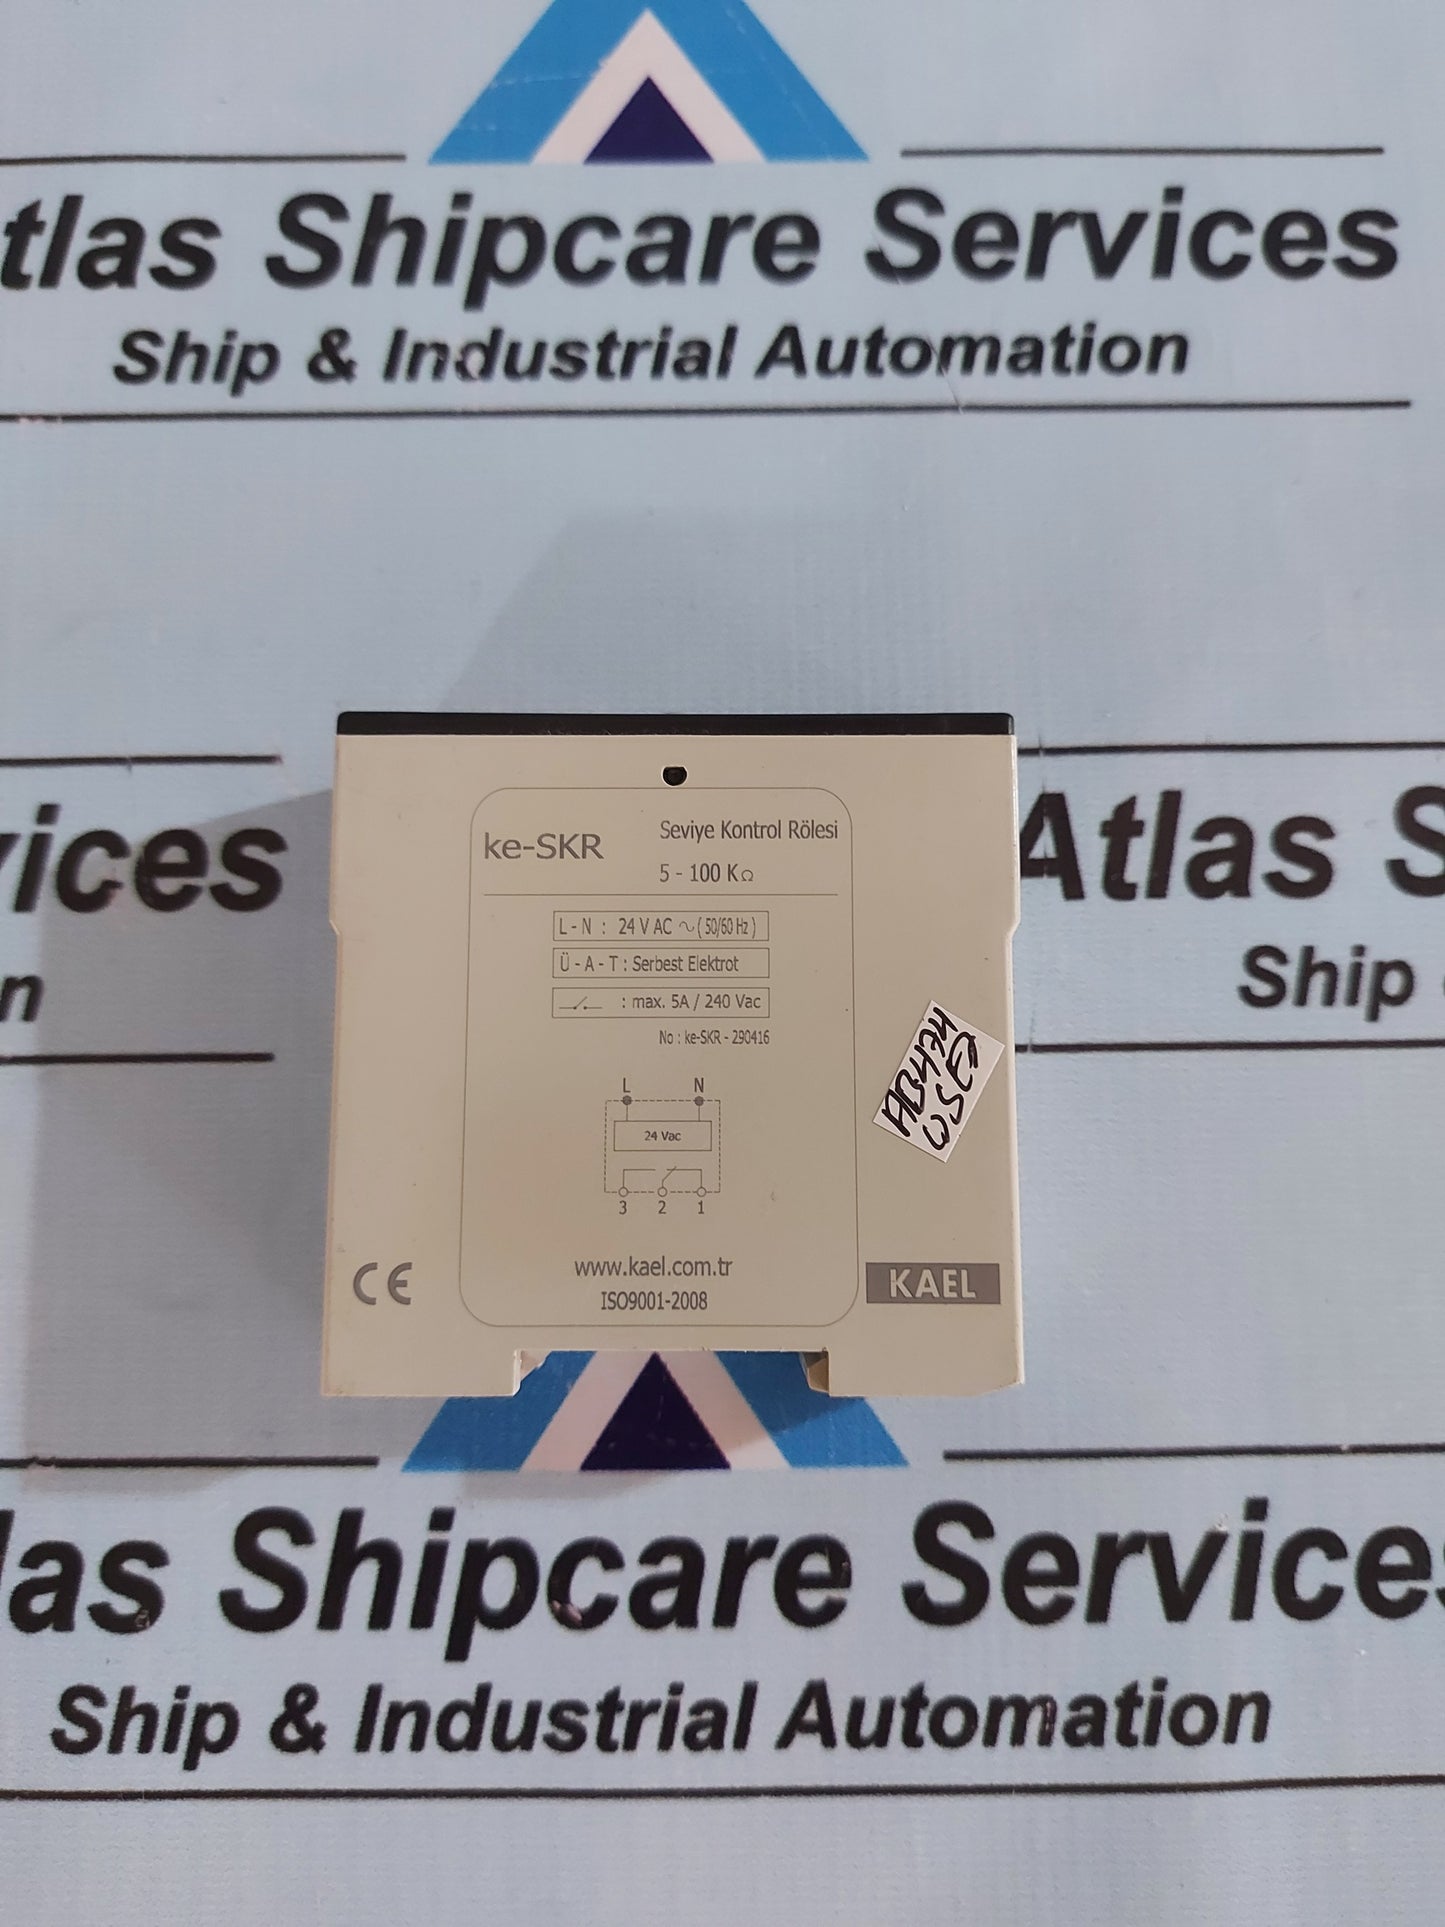 tlas Shipcare Services
Ship & Industrial Automation
vices
Atlas S
n
Ship
ke-SKR
Seviye Kontrol Rölesi
5 - 100 KΩ
L - N : 24 V AC ~ ( 50/60 Hz )
Ü - A - T : Serbest Elektrot
: max. 5A / 240 Vac
No : ke-SKR - 290416
L N
24 Vac
3 2 1
www.kael.com.tr
ISO9001-2008
CE
KAEL
las Shipcare Services
Ship & Industrial Automation